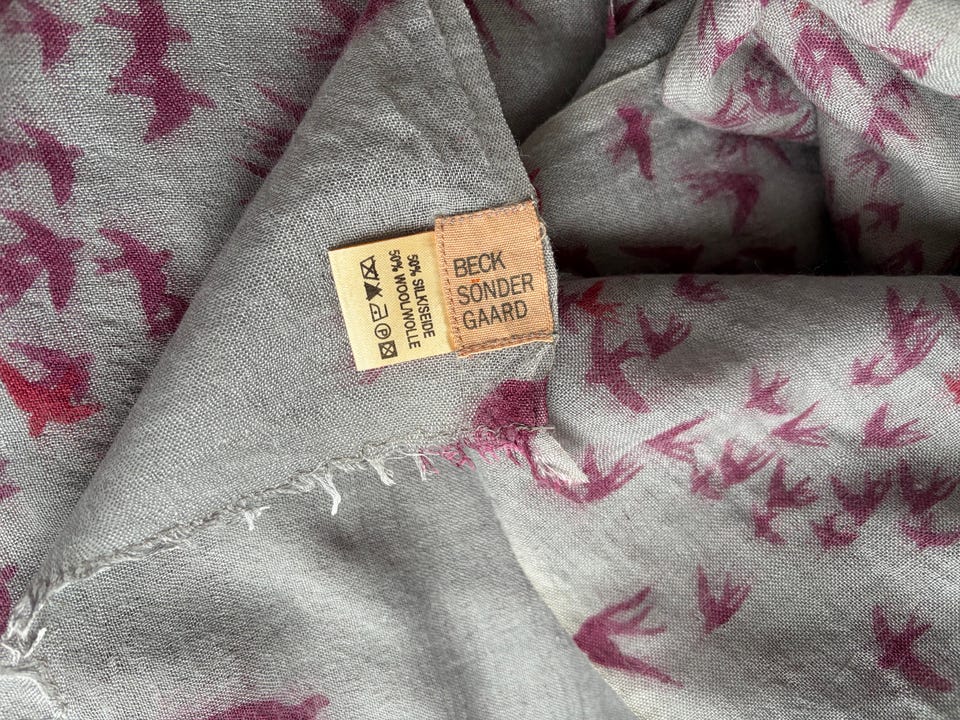 BECK
SÖNDER
GAARD
50% SILK/SEIDE
50% WOOL/WOLLE
P